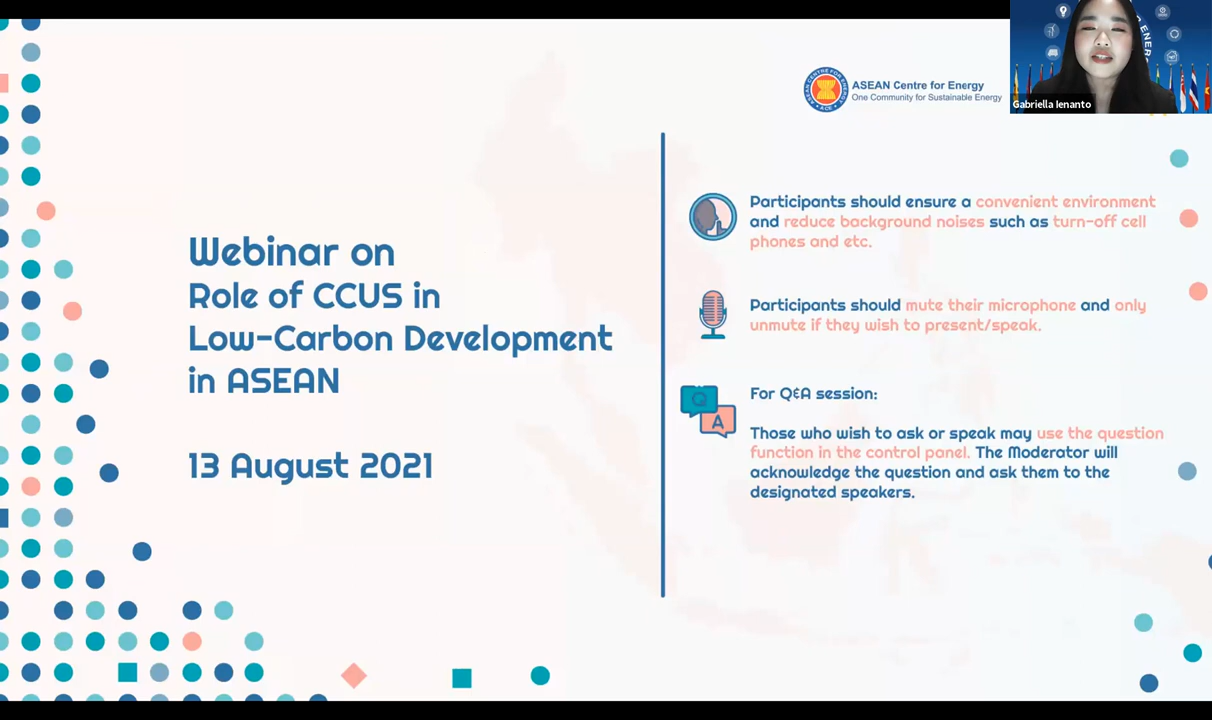 ASEAN Centre for Energy
One Community for Sustainable Energy
Gabriella Ienanto
Webinar on
Role of CCUS in
Low-Carbon Development
in ASEAN
13 August 2021
Participants should ensure a convenient environment
and reduce background noises such as turn-off cell
phones and etc.
Participants should mute their microphone and only
unmute if they wish to present/speak.
Q
A
For Q&A session:
Those who wish to ask or speak may use the question
function in the control panel. The Moderator will
acknowledge the question and ask them to the
designated speakers.